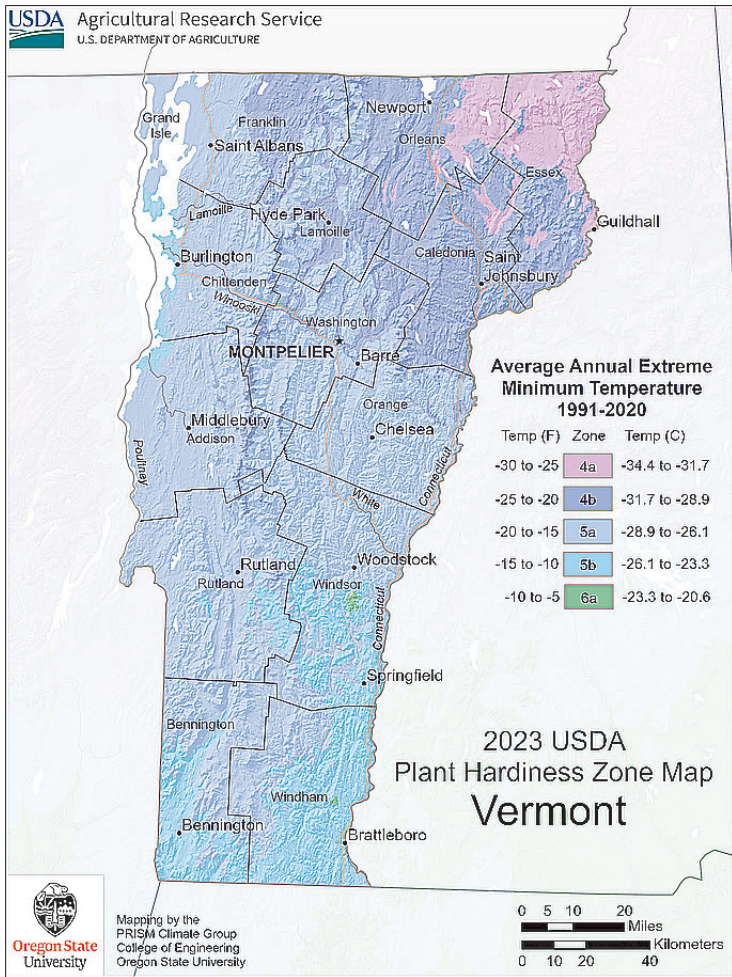 USDA
Agricultural Research Service
U.S. DEPARTMENT OF AGRICULTURE
Grand
Isle
Franklin
Saint Albans
Newport
Orleans
Essex
Lamoille
Hyde Park
Lamoille
Guildhall
Burlington
Caledonia
Saint
Johnsbury
Chittenden
Winooski
Washington
MONTPELIER
Barre
Orange
Middlebury
Addison
Chelsea
Poultney
Connecticut
White
Rutland
Rutland
Woodstock
Windsor
Connecticut
Springfield
Bennington
Windham
Bennington
Brattleboro
Average Annual Extreme
Minimum Temperature
1991-2020
Temp (F) Zone Temp (C)
-30 to -25 4a -34.4 to -31.7
-25 to -20 4b -31.7 to -28.9
-20 to -15 5a -28.9 to -26.1
-15 to -10 5b -26.1 to -23.3
-10 to -5 6a -23.3 to -20.6
2023 USDA
Plant Hardiness Zone Map
Vermont
Oregon State
University
Mapping by the
PRISM Climate Group
College of Engineering
Oregon State University
0 5 10 20
Miles
Kilometers
0 10 20 40